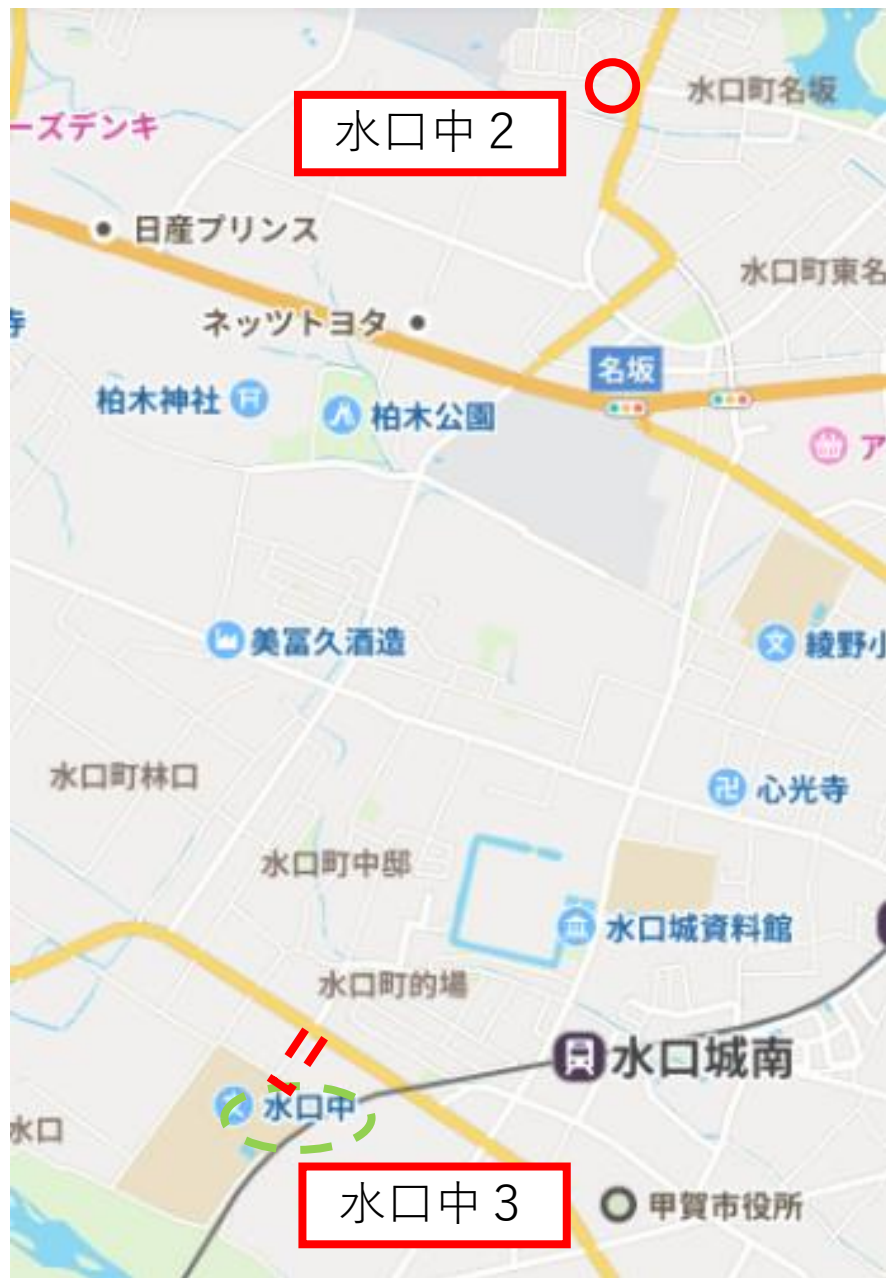 水口町名坂
水口中２
ーズデンキ
日産プリンス
水口町東名
ネッツトヨタ
寺
名坂
柏木神社
柏木公園
ア
美冨久酒造
綾野小
水口町林口
心光寺
水口町中邸
水口城資料館
水口町的場
水口城南
水口中
水口
水口中３
甲賀市役所